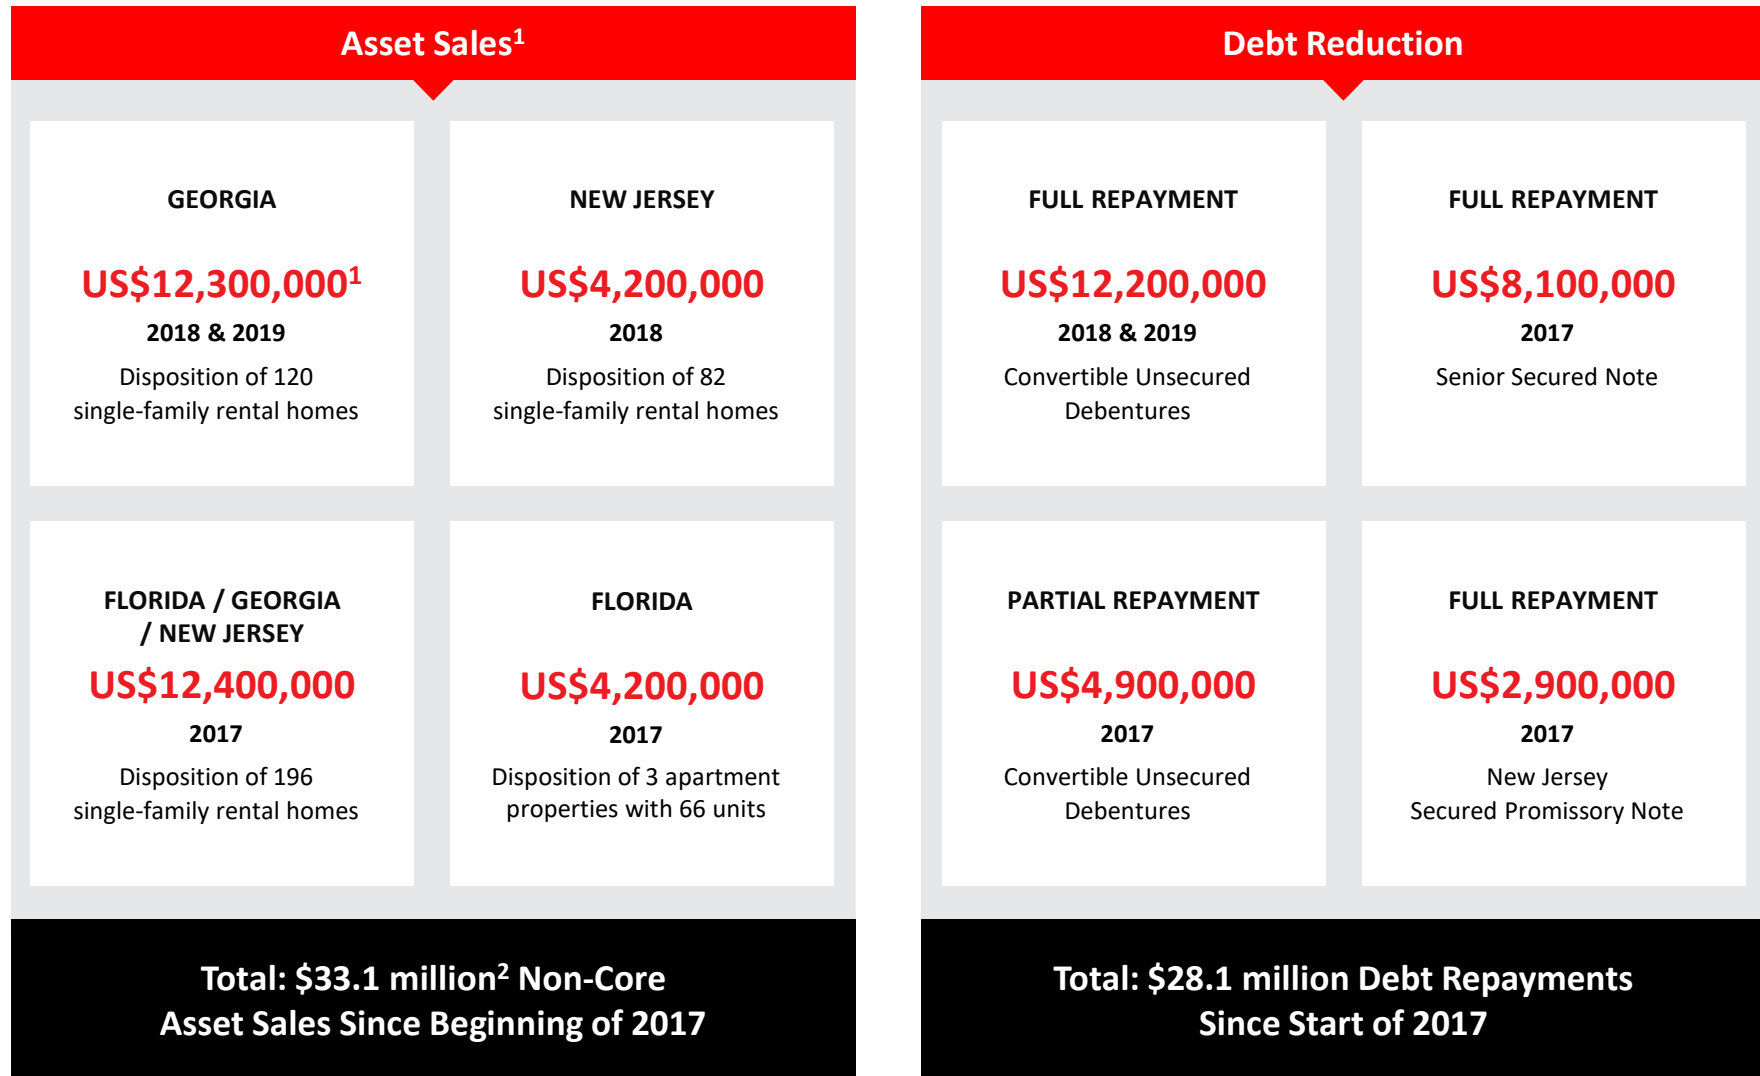 Asset Sales¹
GEORGIA
US$12,300,000¹
2018 & 2019
Disposition of 120
single-family rental homes
NEW JERSEY
US$4,200,000
2018
Disposition of 82
single-family rental homes
FLORIDA / GEORGIA
/ NEW JERSEY
US$12,400,000
2017
Disposition of 196
single-family rental homes
FLORIDA
US$4,200,000
2017
Disposition of 3 apartment
properties with 66 units
Total: $33.1 million² Non-Core
Asset Sales Since Beginning of 2017
Debt Reduction
FULL REPAYMENT
US$12,200,000
2018 & 2019
Convertible Unsecured
Debentures
FULL REPAYMENT
US$8,100,000
2017
Senior Secured Note
PARTIAL REPAYMENT
US$4,900,000
2017
Convertible Unsecured
Debentures
FULL REPAYMENT
US$2,900,000
2017
New Jersey
Secured Promissory Note
Total: $28.1 million Debt Repayments
Since Start of 2017